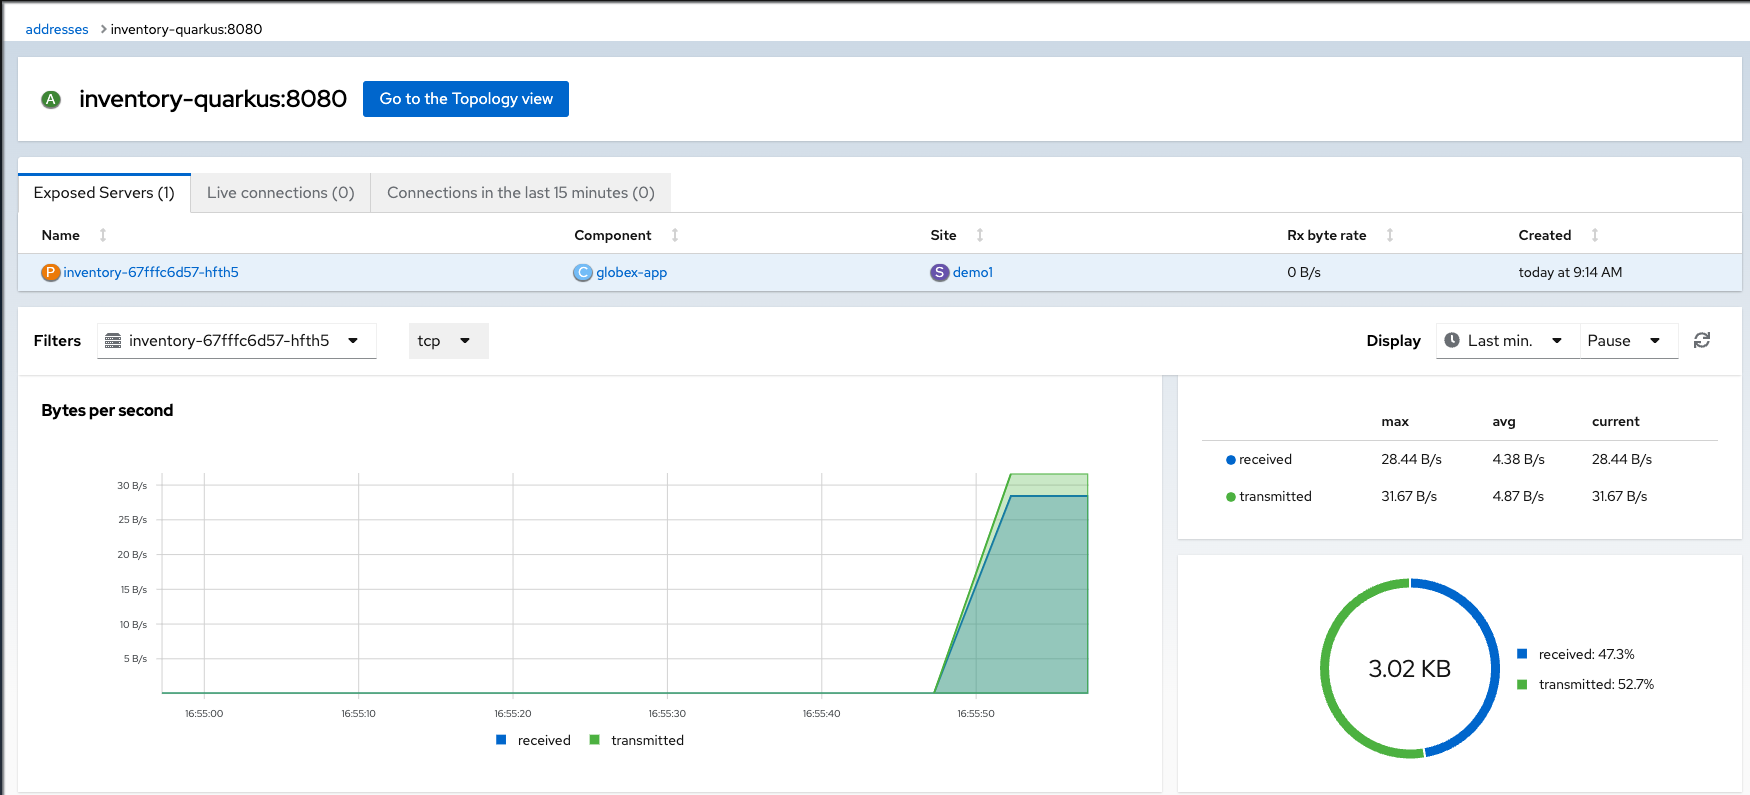 addresses > inventory-quarkus:8080
A inventory-quarkus:8080 Go to the Topology view
Exposed Servers (1) Live connections (0) Connections in the last 15 minutes (0)
Name Component Site Rx byte rate Created
P inventory-67fffc6d57-hfth5 C globex-app S demo1 0 B/s today at 9:14 AM
Filters inventory-67fffc6d57-hfth5 tcp Display Last min. Pause
Bytes per second
30 B/s
25 B/s
20 B/s
15 B/s
10 B/s
5 B/s
16:55:00 16:55:10 16:55:20 16:55:30 16:55:40 16:55:50
received transmitted
max avg current
received 28.44 B/s 4.38 B/s 28.44 B/s
transmitted 31.67 B/s 4.87 B/s 31.67 B/s
3.02 KB
received: 47.3%
transmitted: 52.7%